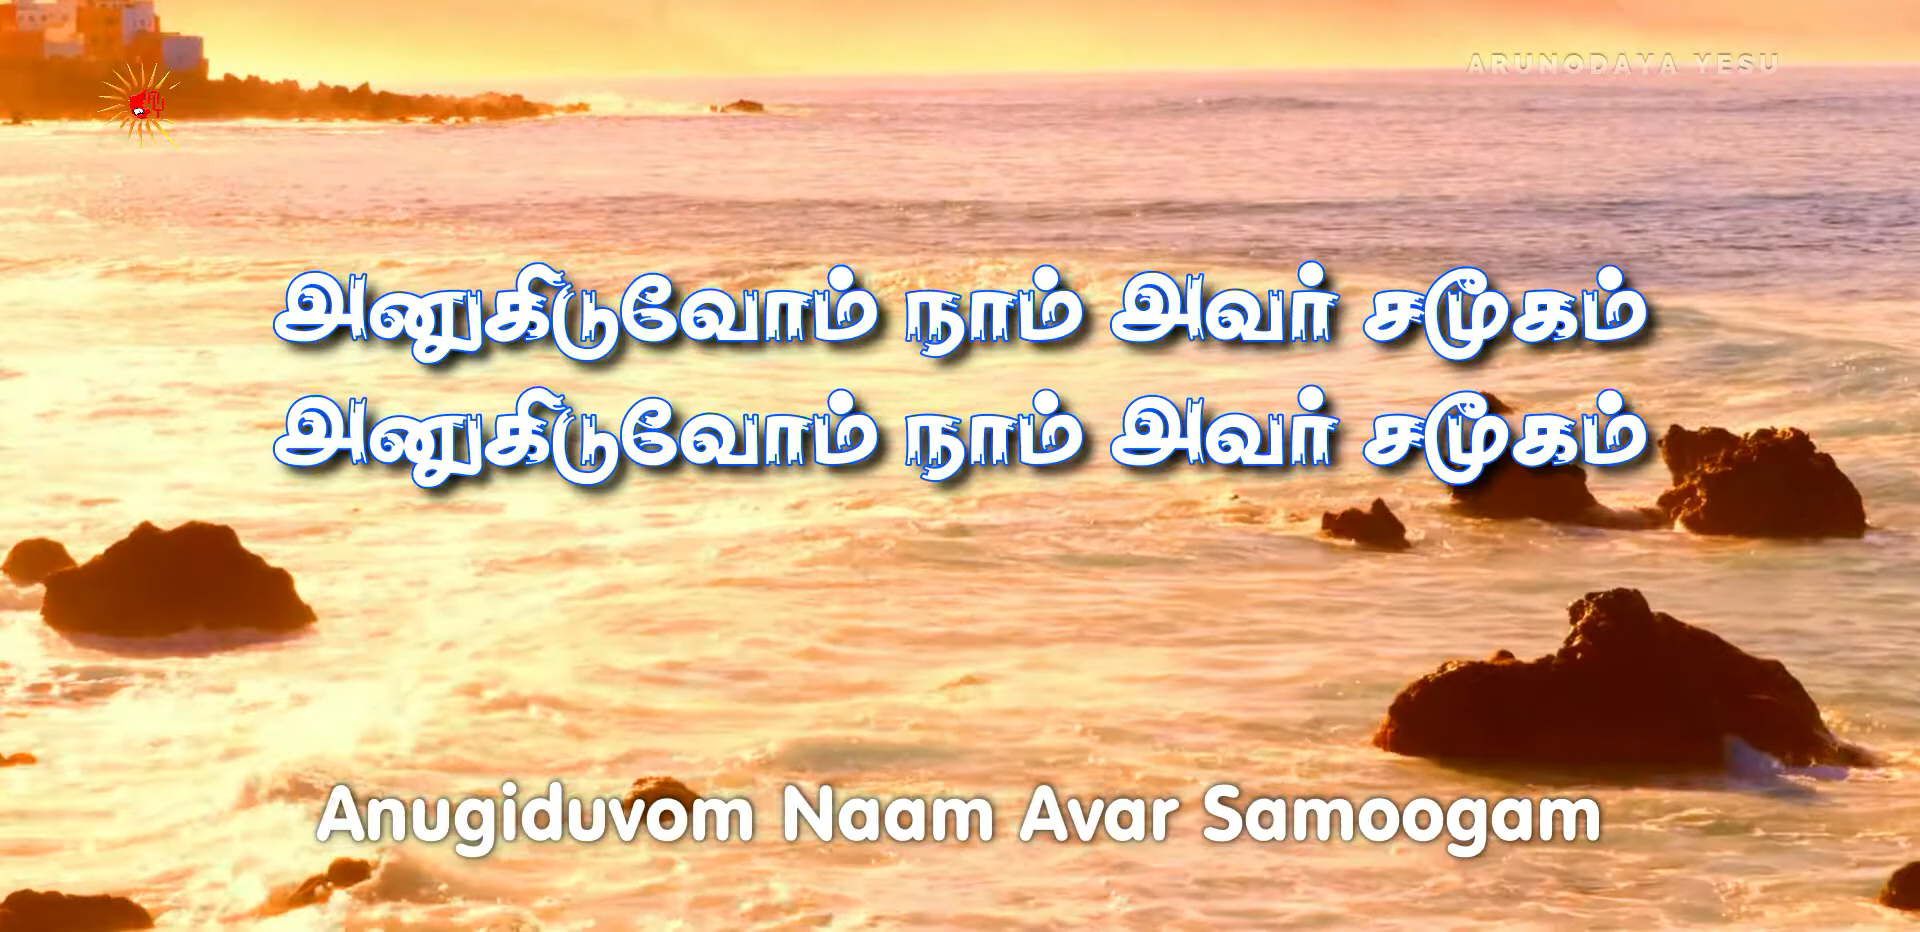 ARUNODAYA YESU
அனுகிடுவோம் நாம் அவர் சமூகம்
அனுகிடுவோம் நாம் அவர் சமூகம்
Anugiduvom Naam Avar Samoogam